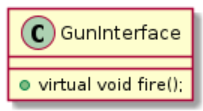 C GunInterface
virtual void fire();